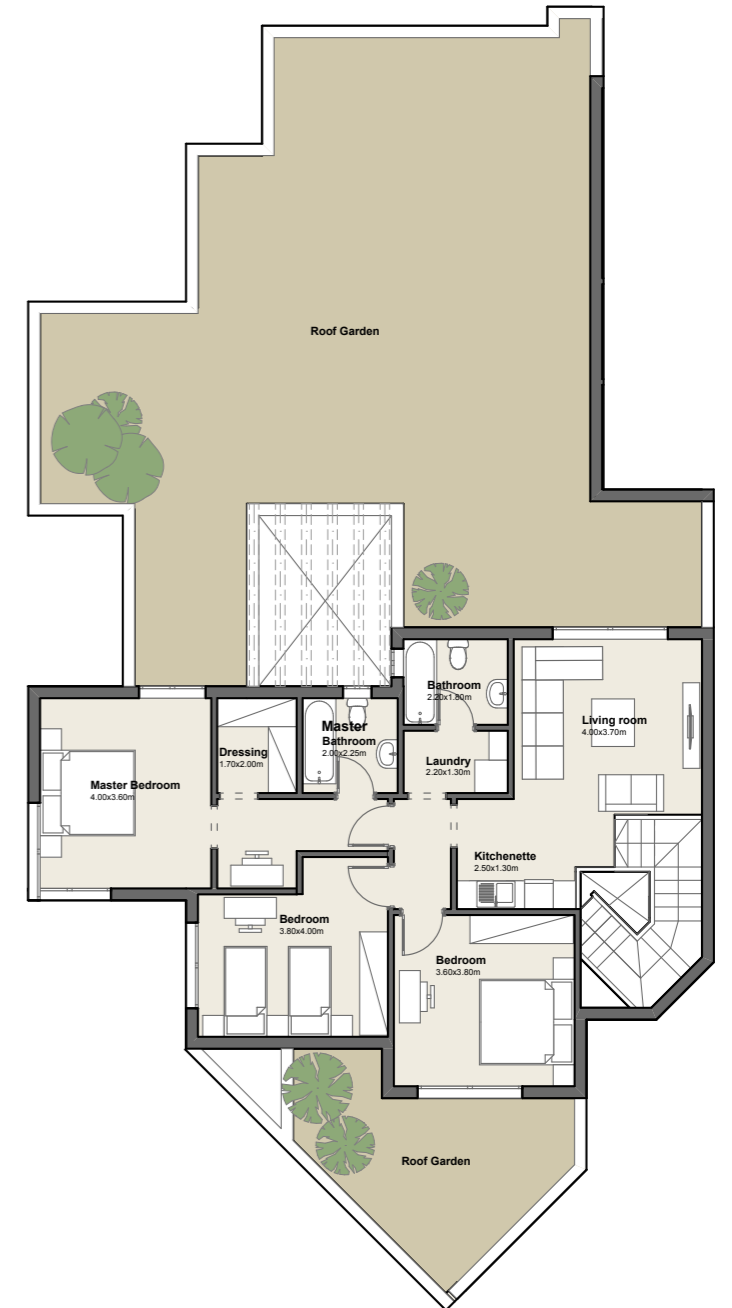 Roof Garden
Bathroom
2.20x1.80m
Living room
4.00x3.70m
Master
Bathroom
2.00x2.25m
Dressing
1.70x2.00m
Laundry
2.20x1.30m
Master Bedroom
4.00x3.60m
Kitchenette
2.50x1.30m
Bedroom
3.80x4.00m
Bedroom
3.60x3.80m
Roof Garden